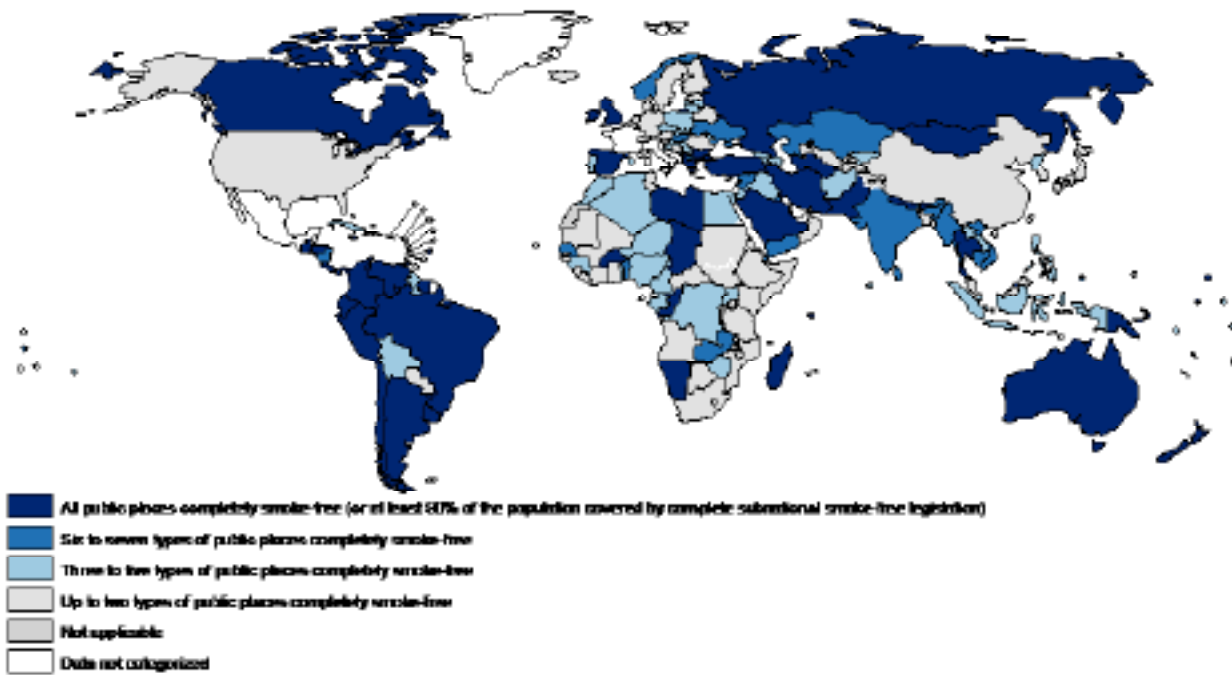 All public places completely smoke-free (or at least 90% of the population covered by complete subnational smoke-free legislation)
Six to seven types of public places completely smoke-free
Three to five types of public places completely smoke-free
Up to two types of public places completely smoke-free
Not applicable
Data not categorized